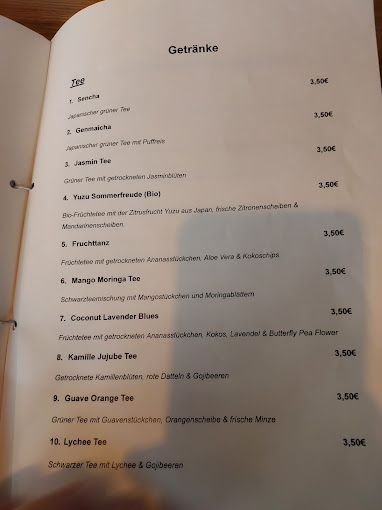 Getränke
Tee
1. Sencha 3,50€
Japanischer grüner Tee
2. Genmaicha 3,50€
Japanischer grüner Tee mit Puffreis
3. Jasmin Tee 3,50€
Grüner Tee mit getrockneten Jasminblüten
4. Yuzu Sommerfreude (Bio) 3,50€
Bio-Früchtetee mit der Zitrusfrucht Yuzu aus Japan, frische Zitronenscheiben &
Mandarinenscheiben
5. Fruchttanz 3,50€
Früchtetee mit getrockneten Ananasstückchen, Aloe Vera & Kokoschips
6. Mango Moringa Tee 3,50€
Schwarzteemischung mit Mangostückchen und Moringablättern
7. Coconut Lavender Blues 3,50€
Früchtetee mit getrockneten Ananasstückchen, Kokos, Lavendel & Butterfly Pea Flower
8. Kamille Jujube Tee 3,50€
Getrocknete Kamillenblüten, rote Datteln & Gojibeeren
9. Guave Orange Tee 3,50€
Grüner Tee mit Guavenstückchen, Orangenscheibe & frische Minze
10. Lychee Tee 3,50€
Schwarzer Tee mit Lychee & Gojibeeren